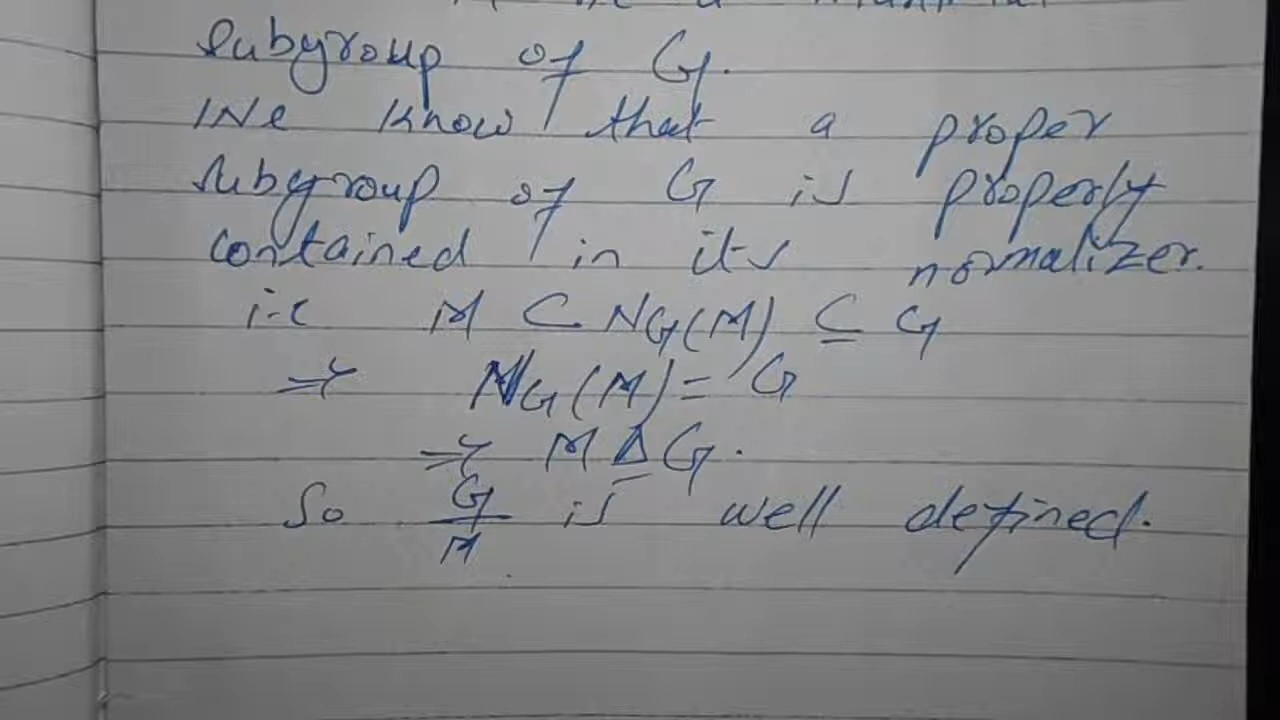 subgroup of G.
We know that a proper
subgroup of G is properly
contained in its normalizer.
i.e M ⊂ NG(M) ⊆ G
⇒ NG(M) = G
⇒ M ⊴ G.
So G/M is well defined.